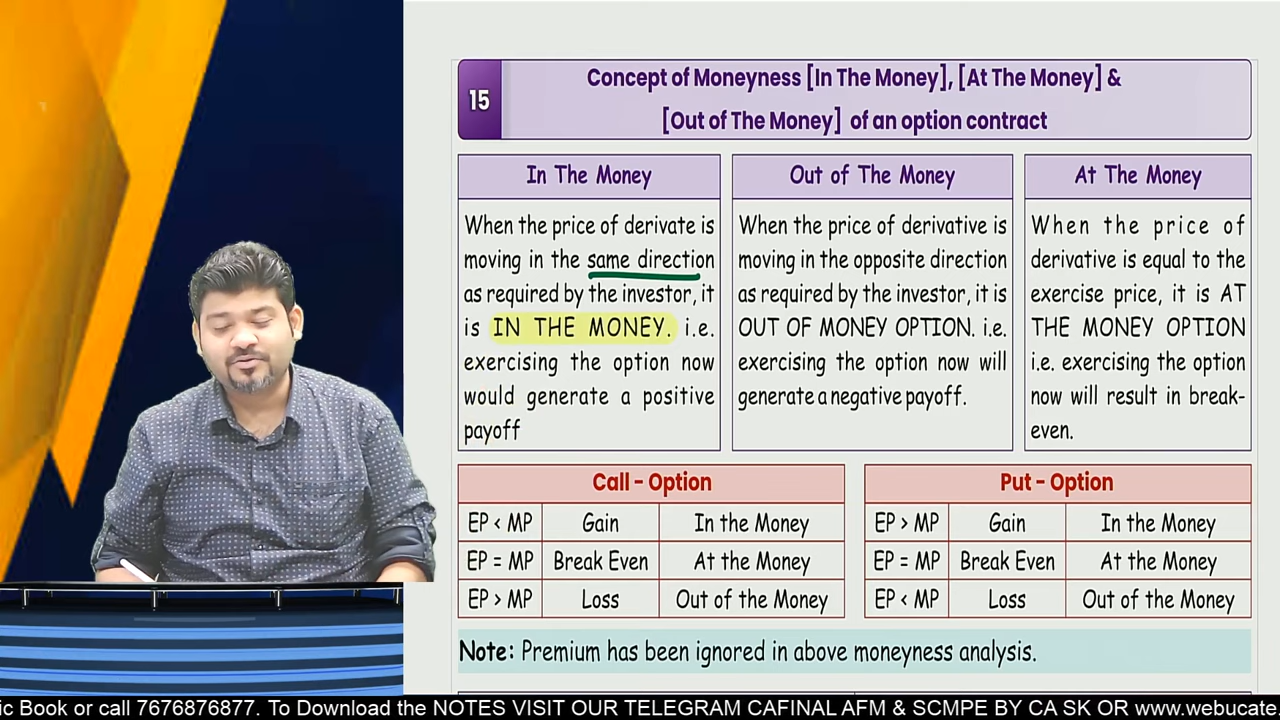 15
Concept of Moneyness [In The Money], [At The Money] &
[Out of The Money] of an option contract
In The Money
When the price of derivate is
moving in the same direction
as required by the investor, it
is IN THE MONEY. i.e.
exercising the option now
would generate a positive
payoff
Out of The Money
When the price of derivative is
moving in the opposite direction
as required by the investor, it is
OUT OF MONEY OPTION. i.e.
exercising the option now will
generate a negative payoff.
At The Money
When the price of
derivative is equal to the
exercise price, it is AT
THE MONEY OPTION
i.e. exercising the option
now will result in break-
even.
Call - Option
EP < MP Gain In the Money
EP = MP Break Even At the Money
EP > MP Loss Out of the Money
Put - Option
EP > MP Gain In the Money
EP = MP Break Even At the Money
EP < MP Loss Out of the Money
Note: Premium has been ignored in above moneyness analysis.
ic Book or call 7676876877. To Download the NOTES VISIT OUR TELEGRAM CAFINAL AFM & SCMPE BY CA SK OR www.webucate.